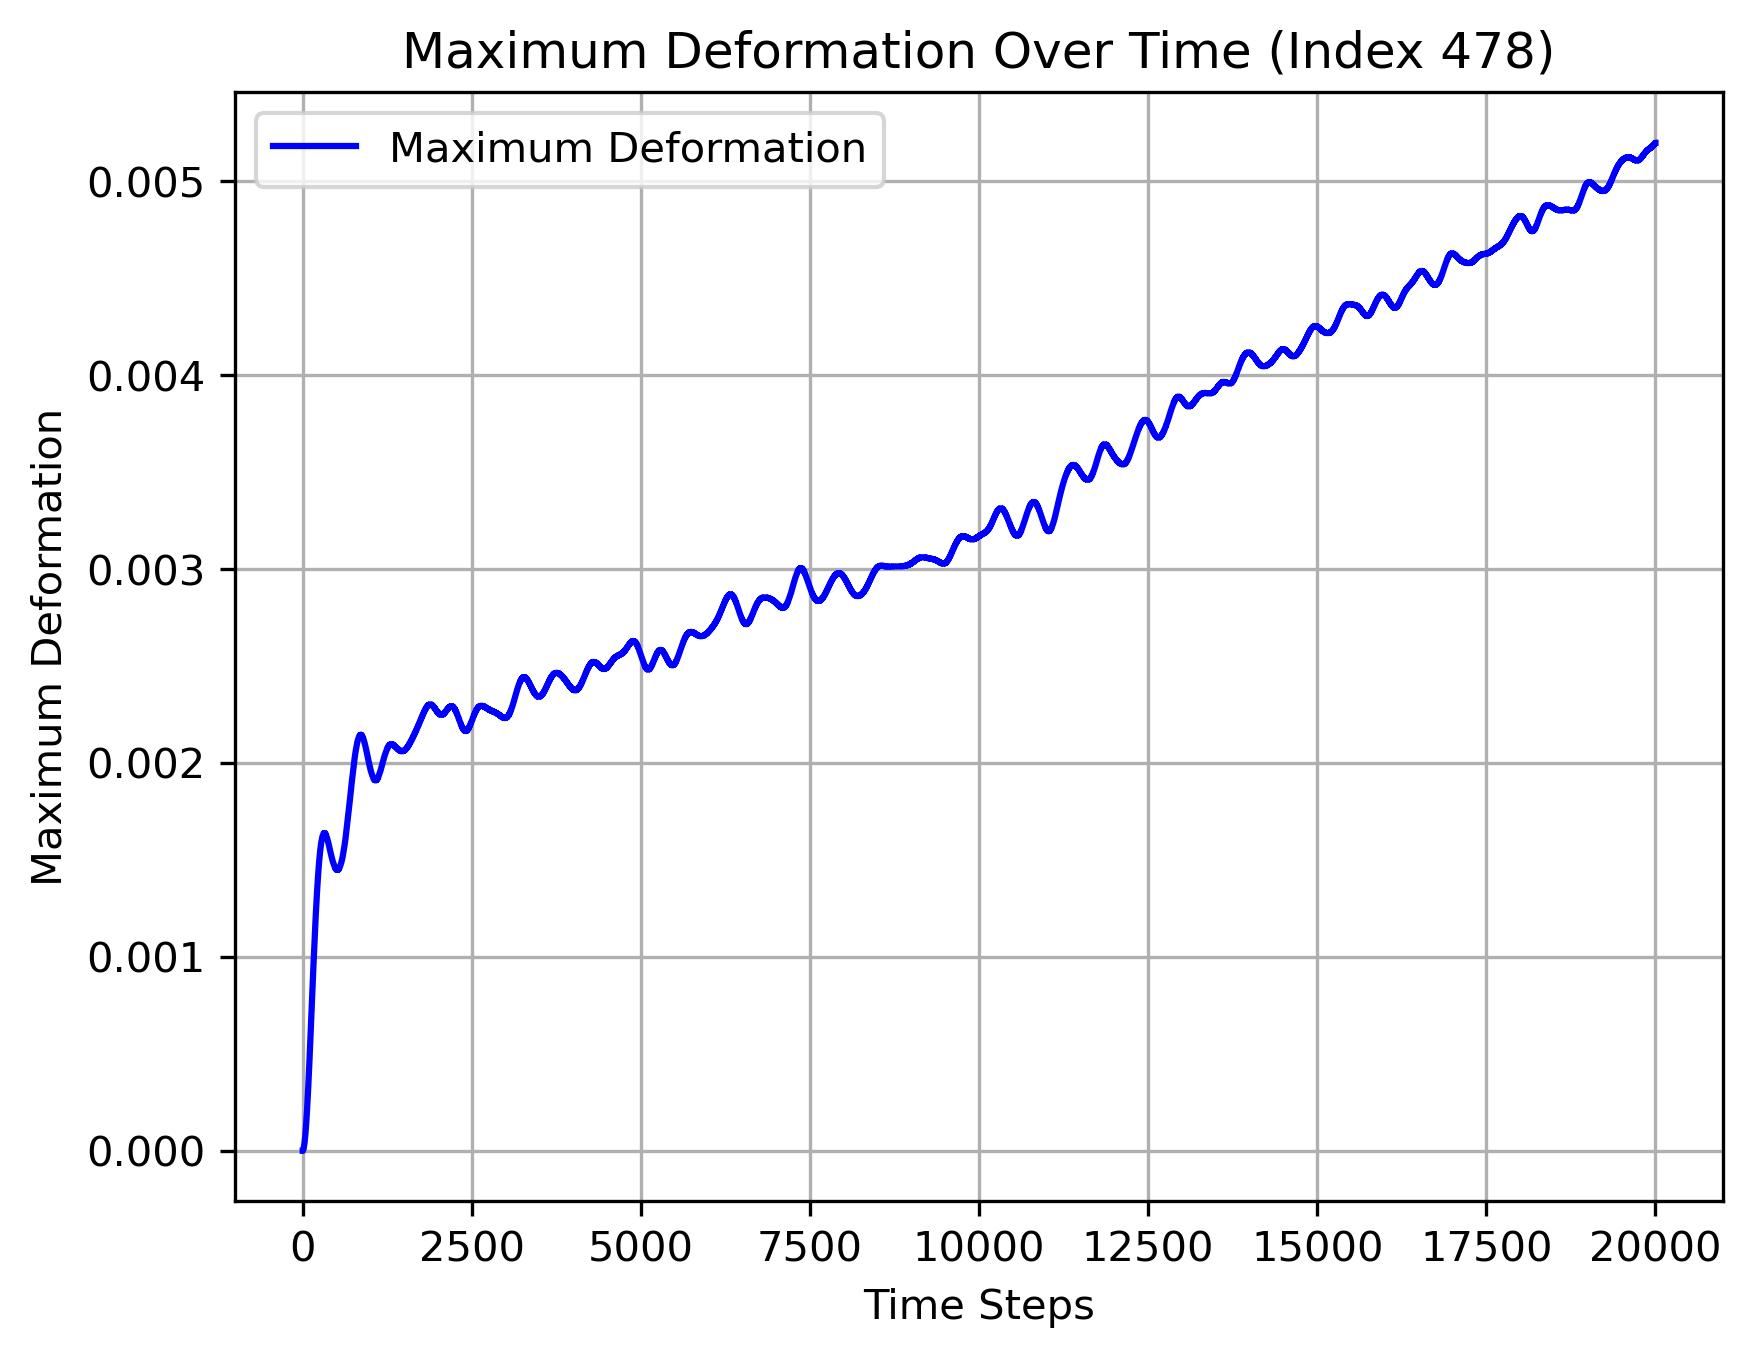 Maximum Deformation Over Time (Index 478)
Maximum Deformation
0.005
0.004
0.003
0.002
0.001
0.000
Maximum Deformation
0 2500 5000 7500 10000 12500 15000 17500 20000
Time Steps